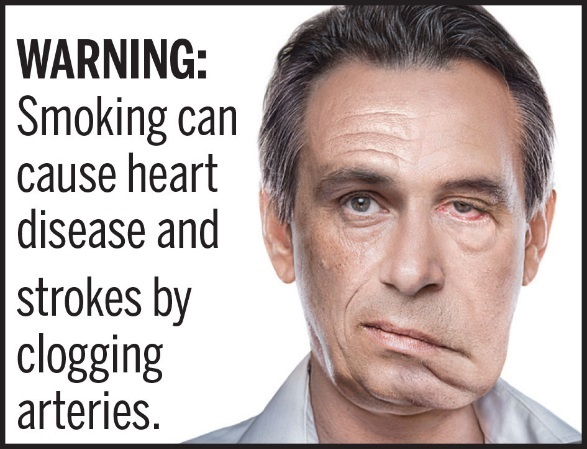 WARNING:
Smoking can
cause heart
disease and
strokes by
clogging
arteries.